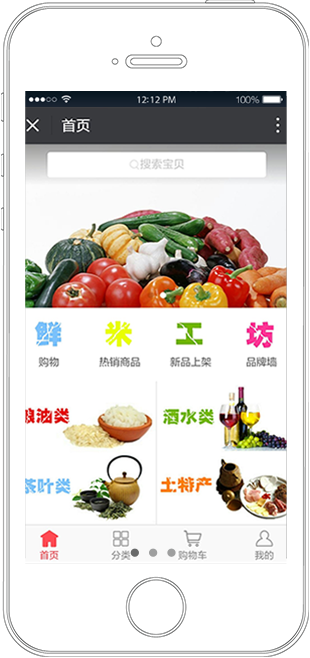 12:12 PM 100%
首页
搜索宝贝
鲜 米 工 坊
购物 热销商品 新品上架 品牌墙
粮油类 酒水类
茶叶类 土特产
首页 分类 购物车 我的